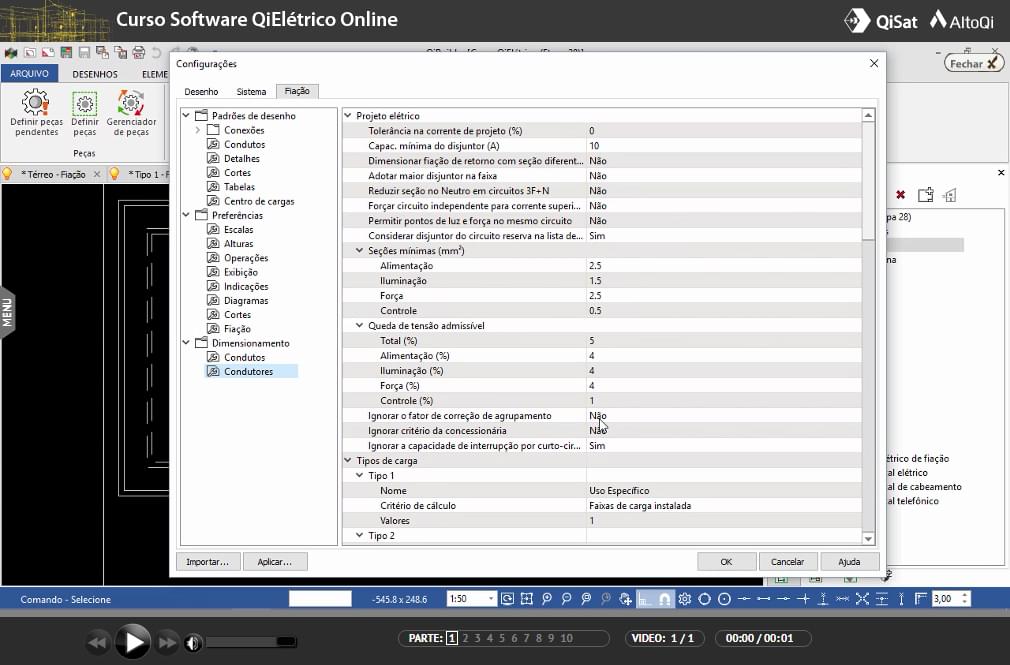 Curso Software QiElétrico Online
QiSat
AltoQi
Fechar
Configurações
ARQUIVO
DESENHOS
ELEME
Desenho
Sistema
Fiação
Definir peças pendentes
Definir peças
Gerenciador de peças
Peças
* Térreo - Fiação
* Tipo 1 - F
Padrões de desenho
Conexões
Condutos
Detalhes
Cortes
Tabelas
Centro de cargas
Preferências
Escalas
Alturas
Operações
Exibição
Indicações
Diagramas
Cortes
Fiação
Dimensionamento
Condutos
Condutores
Projeto elétrico
Tolerância na corrente de projeto (%) 0
Capac. mínima do disjuntor (A) 10
Dimensionar fiação de retorno com seção diferent... Não
Adotar maior disjuntor na faixa Não
Reduzir seção no Neutro em circuitos 3F+N Não
Forçar circuito independente para corrente superi... Não
Permitir pontos de luz e força no mesmo circuito Não
Considerar disjuntor do circuito reserva na lista de... Sim
Seções mínimas (mm²)
Alimentação 2.5
Iluminação 1.5
Força 2.5
Controle 0.5
Queda de tensão admissível
Total (%) 5
Alimentação (%) 4
Iluminação (%) 4
Força (%) 4
Controle (%) 1
Ignorar o fator de correção de agrupamento Não
Ignorar critério da concessionária Não
Ignorar a capacidade de interrupção por curto-cir... Sim
Tipos de carga
Tipo 1
Nome Uso Específico
Critério de cálculo Faixas de carga instalada
Valores 1
Tipo 2
Importar...
Aplicar...
OK
Cancelar
Ajuda
pa 28)
na
étrico de fiação
al elétrico
al de cabeamento
al telefônico
MENU
Comando - Selecione
-545.8 x 248.6
1:50
3,00
PARTE: 1 2 3 4 5 6 7 8 9 10
VIDEO: 1 / 1
00:00 / 00:01